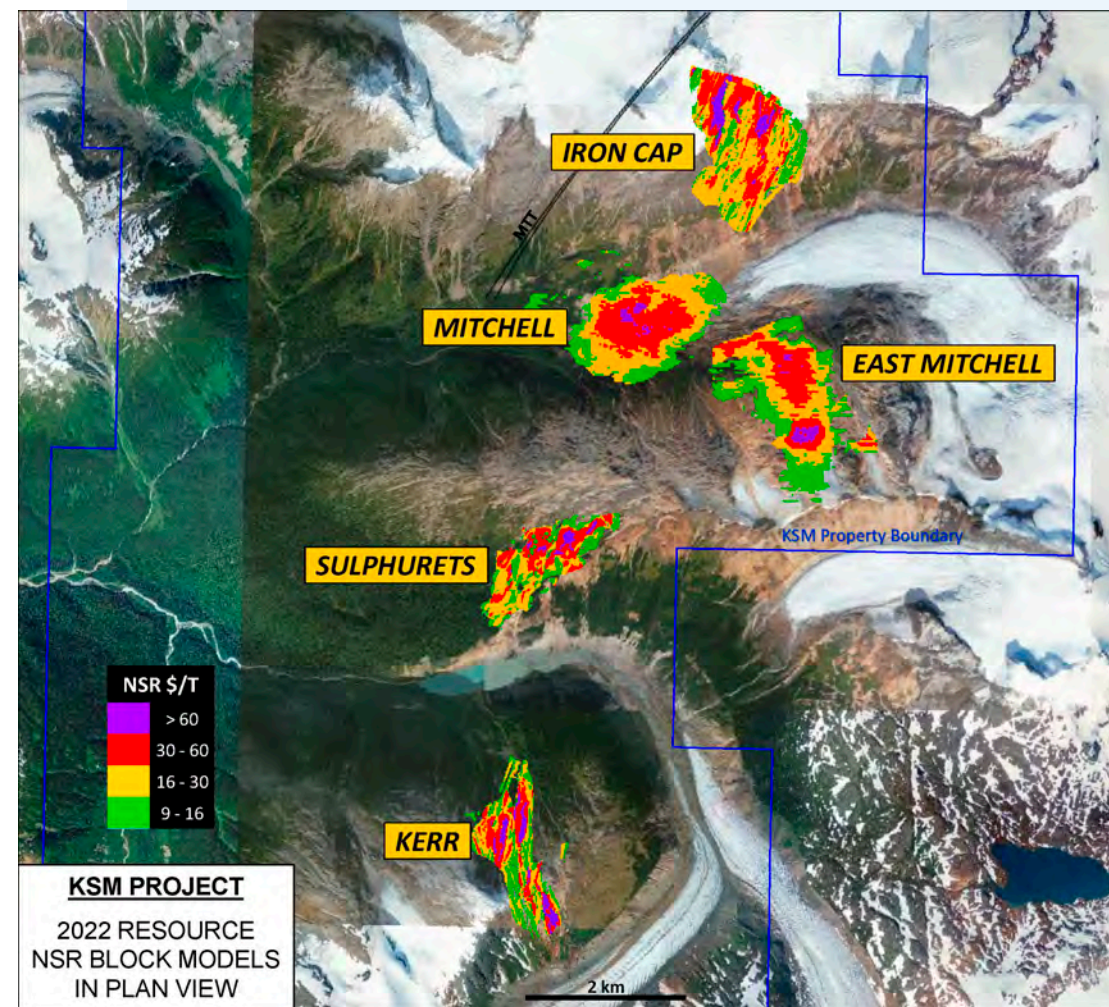 IRON CAP
MTT
MITCHELL
EAST MITCHELL
KSM Property Boundary
SULPHURETS
NSR $/T
> 60
30 - 60
16 - 30
9 - 16
KERR
KSM PROJECT
2022 RESOURCE
NSR BLOCK MODELS
IN PLAN VIEW
2 km